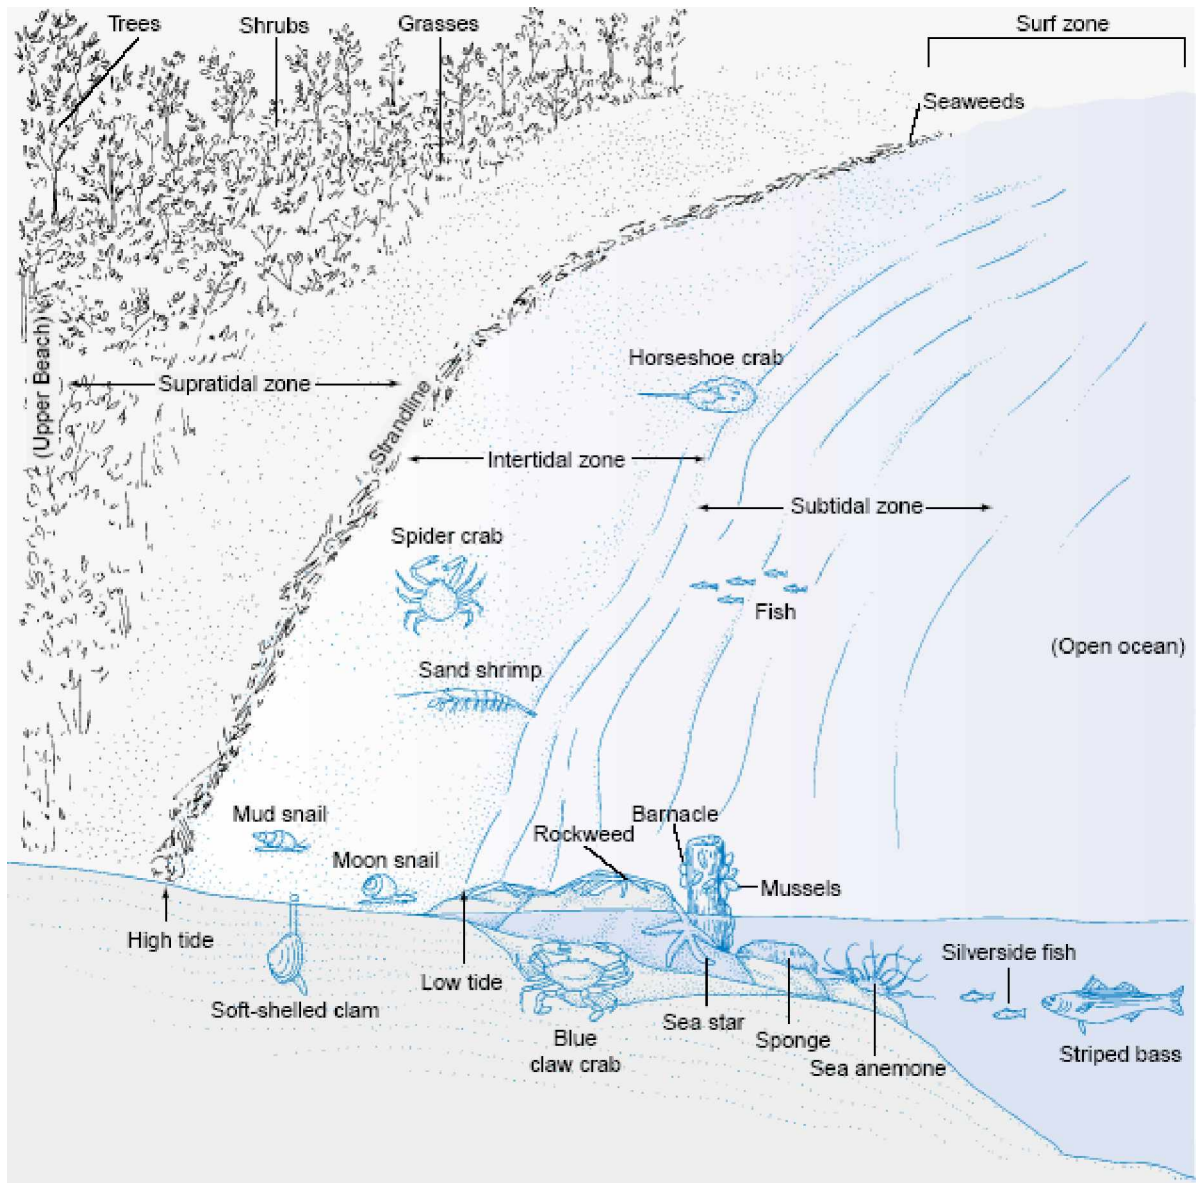 Trees
Shrubs
Grasses
Surf zone
Seaweeds
(Upper Beach)
Supratidal zone
Strandline
Horseshoe crab
Intertidal zone
Subtidal zone
Spider crab
Fish
(Open ocean)
Sand shrimp
Mud snail
Moon snail
Rockweed
Barnacle
Mussels
High tide
Low tide
Soft-shelled clam
Blue
claw crab
Sea star
Sponge
Sea anemone
Silverside fish
Striped bass